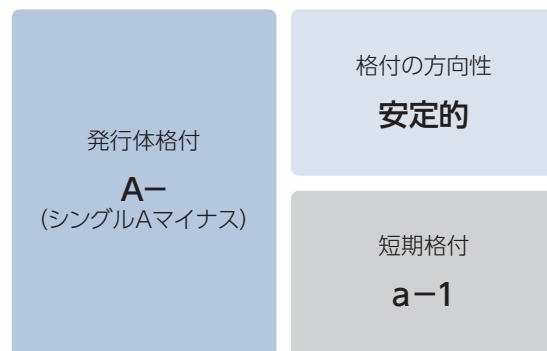 発行体格付
A−
(シングルAマイナス)
格付の方向性
安定的
短期格付
a−1